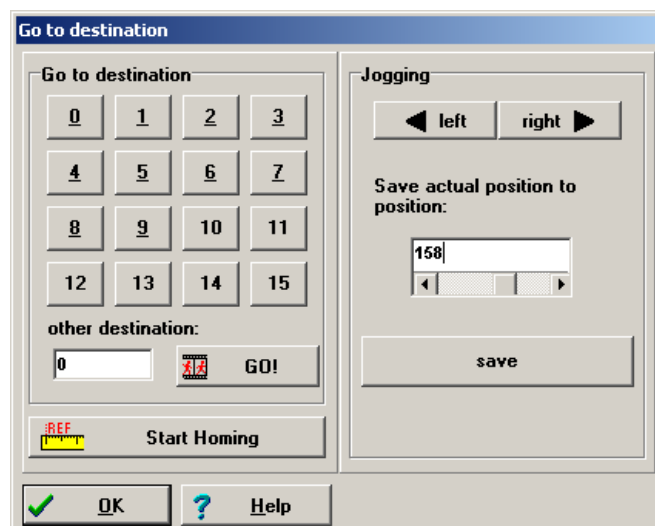 Go to destination
Go to destination
0 1 2 3
4 5 6 7
8 9 10 11
12 13 14 15
other destination:
0 GO!
REF Start Homing
OK Help
Jogging
left right
Save actual position to
position:
158
save